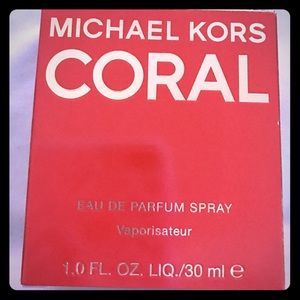 MICHAEL KORS
CORAL
EAU DE PARFUM SPRAY
Vaporisateur
1.0 FL. OZ. LIQ./30 ml ℮